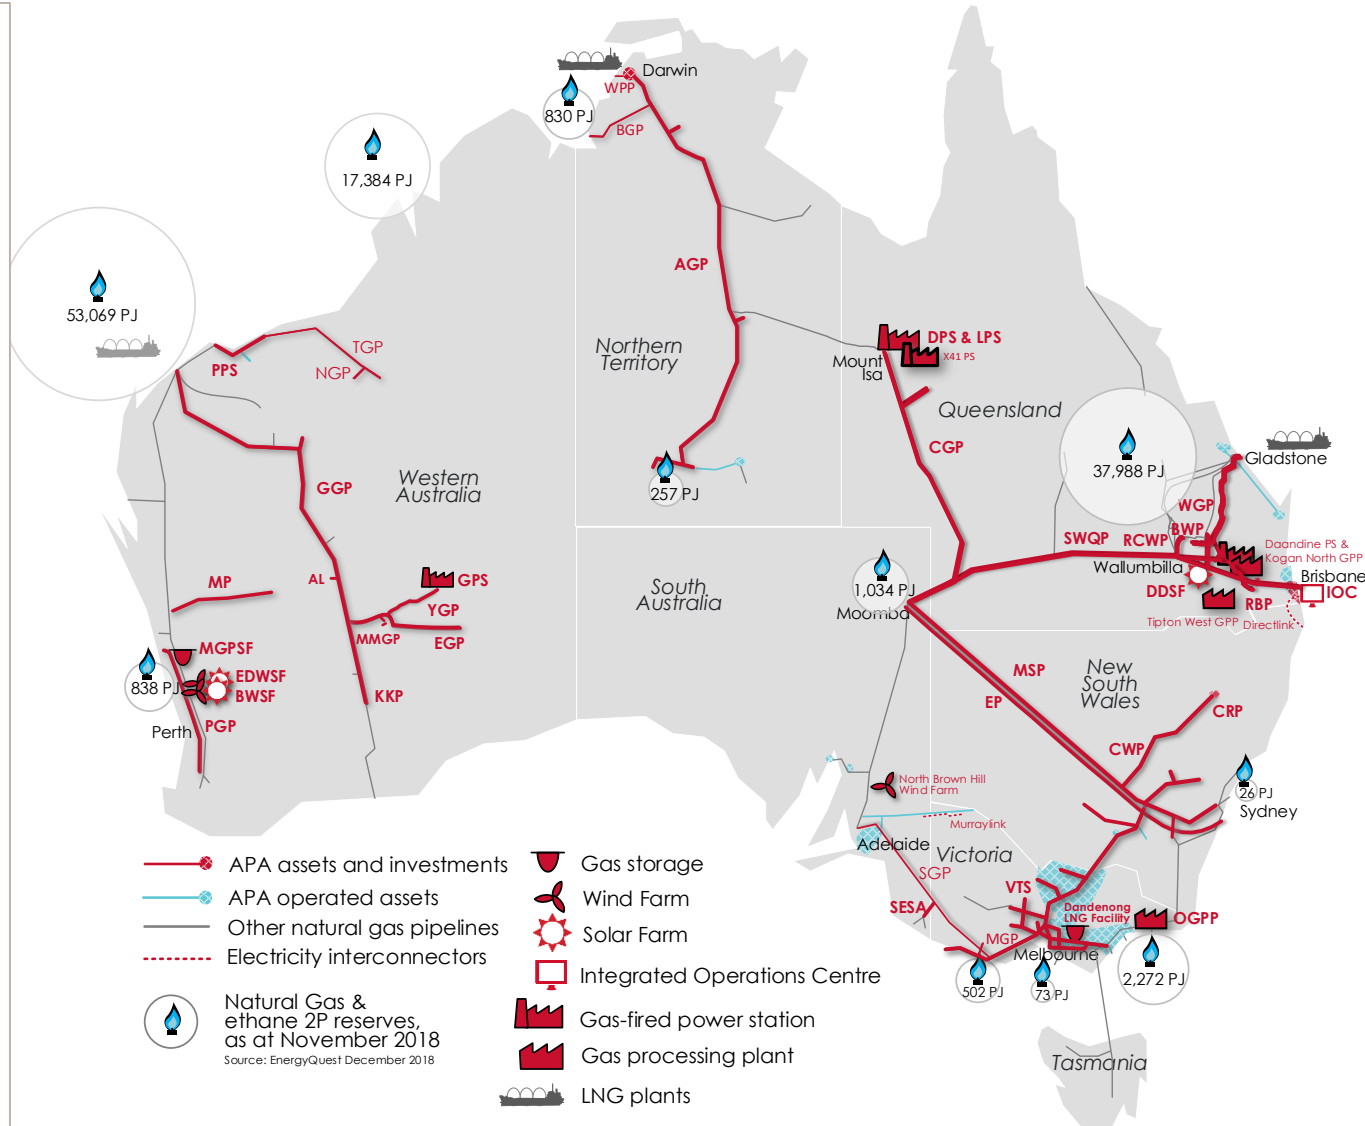 Darwin
WPP
830 PJ
BGP
17,384 PJ
AGP
53,069 PJ
TGP
NGP
PPS
Northern
Territory
DPS & LPS
X41 PS
Mount
Isa
Queensland
CGP
37,988 PJ
Gladstone
Western
Australia
GGP
257 PJ
WGP
BWP
SWQP
RCWP
Daandine PS &
Kogan North GPP
Wallumbilla
Brisbane
IOC
DDSF
RBP
Tipton West GPP
Directlink
AL
GPS
MP
YGP
MMGP
EGP
South
Australia
1,034 PJ
Moomba
MGPSF
EDWSF
BWSF
838 PJ
KKP
PGP
Perth
MSP
EP
New
South
Wales
CRP
CWP
26 PJ
Sydney
North Brown Hill
Wind Farm
Murraylink
Adelaide
Victoria
SGP
VTS
SESA
Dandenong
LNG Facility
OGPP
MGP
Melbourne
502 PJ
73 PJ
2,272 PJ
Tasmania
APA assets and investments
APA operated assets
Other natural gas pipelines
Electricity interconnectors
Natural Gas &
ethane 2P reserves,
as at November 2018
Source: EnergyQuest December 2018
Gas storage
Wind Farm
Solar Farm
Integrated Operations Centre
Gas-fired power station
Gas processing plant
LNG plants